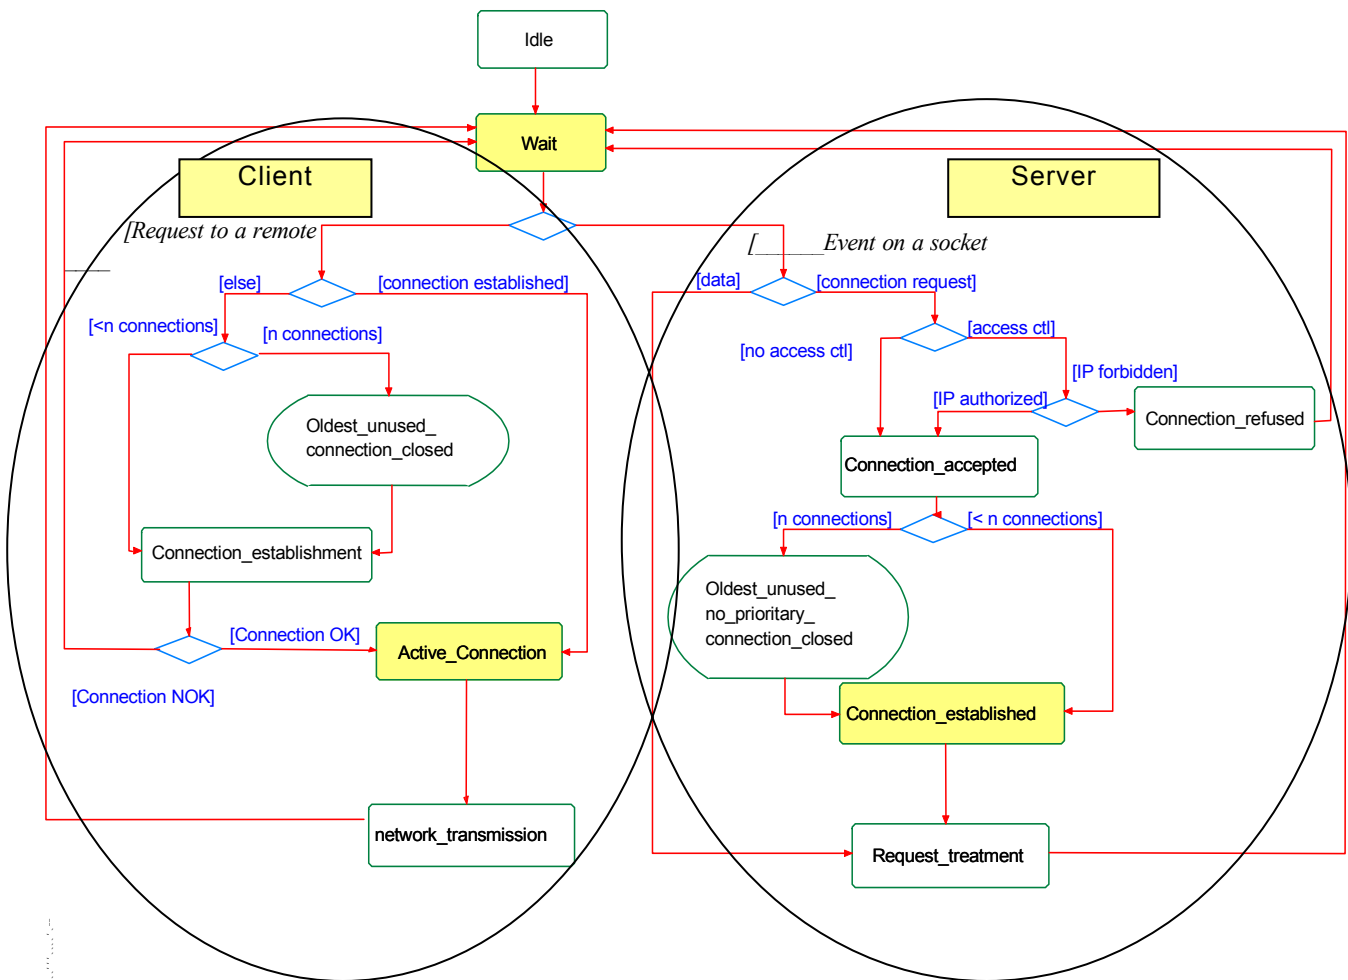 Idle
Wait
Client
Server
[Request to a remote
[______Event on a socket
[else]
[connection established]
[data]
[connection request]
[<n connections]
[n connections]
[access ctl]
[no access ctl]
[IP forbidden]
[IP authorized]
Oldest_unused_
connection_closed
Connection_refused
Connection_accepted
[n connections]
[< n connections]
Connection_establishment
Oldest_unused_
no_prioritary_
connection_closed
[Connection OK]
Active_Connection
[Connection NOK]
Connection_established
network_transmission
Request_treatment